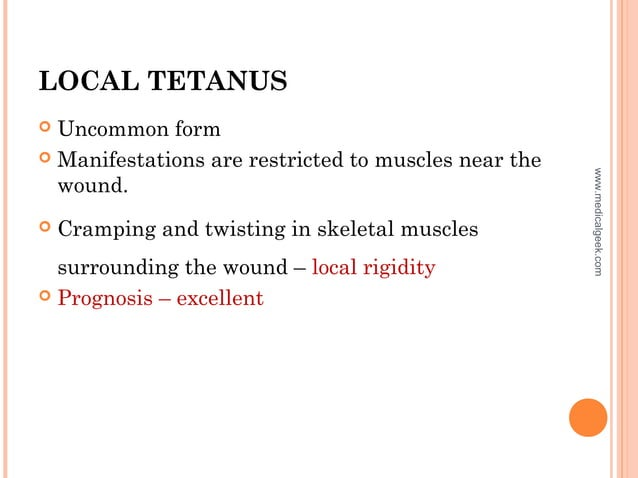 LOCAL TETANUS
Uncommon form
Manifestations are restricted to muscles near the
wound.
Cramping and twisting in skeletal muscles
surrounding the wound – local rigidity
Prognosis – excellent
www.medicalgeek.com